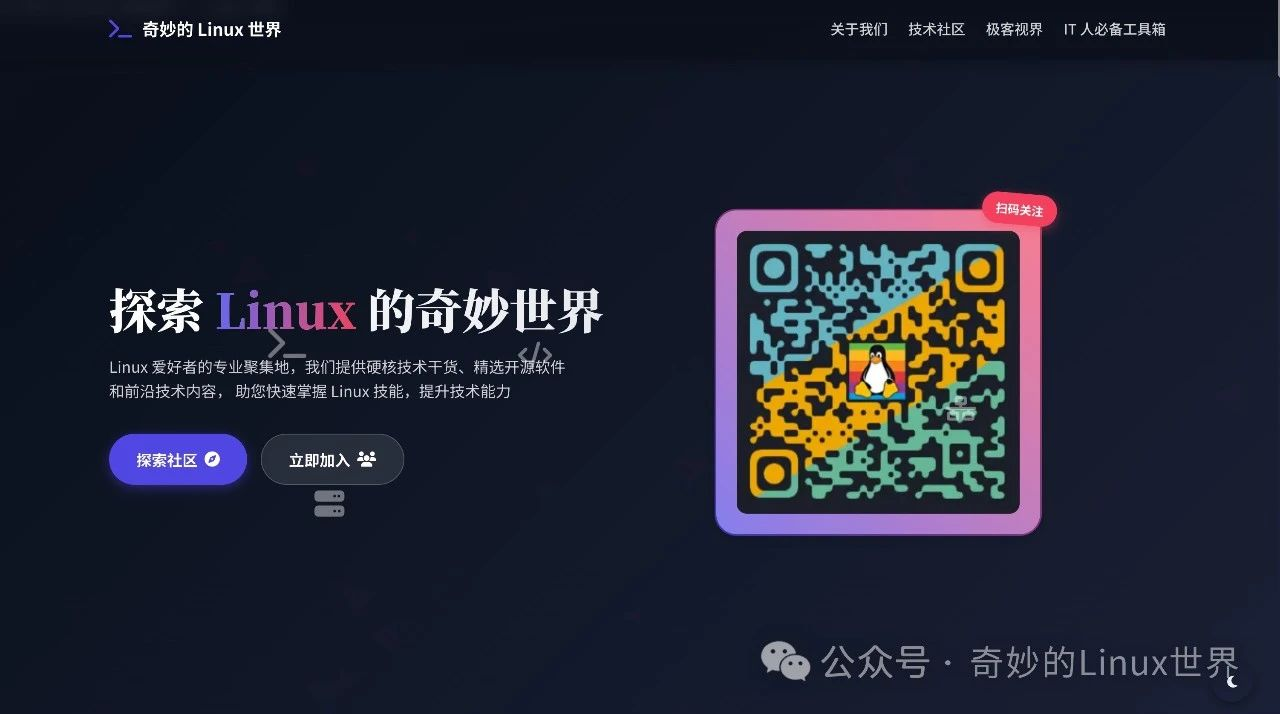 奇妙的 Linux 世界
关于我们 技术社区 极客视界 IT 人必备工具箱
扫码关注
探索 Linux 的奇妙世界
Linux 爱好者的专业聚集地，我们提供硬核技术干货、精选开源软件
和前沿技术内容， 助您快速掌握 Linux 技能，提升技术能力
探索社区
立即加入
公众号 · 奇妙的Linux世界